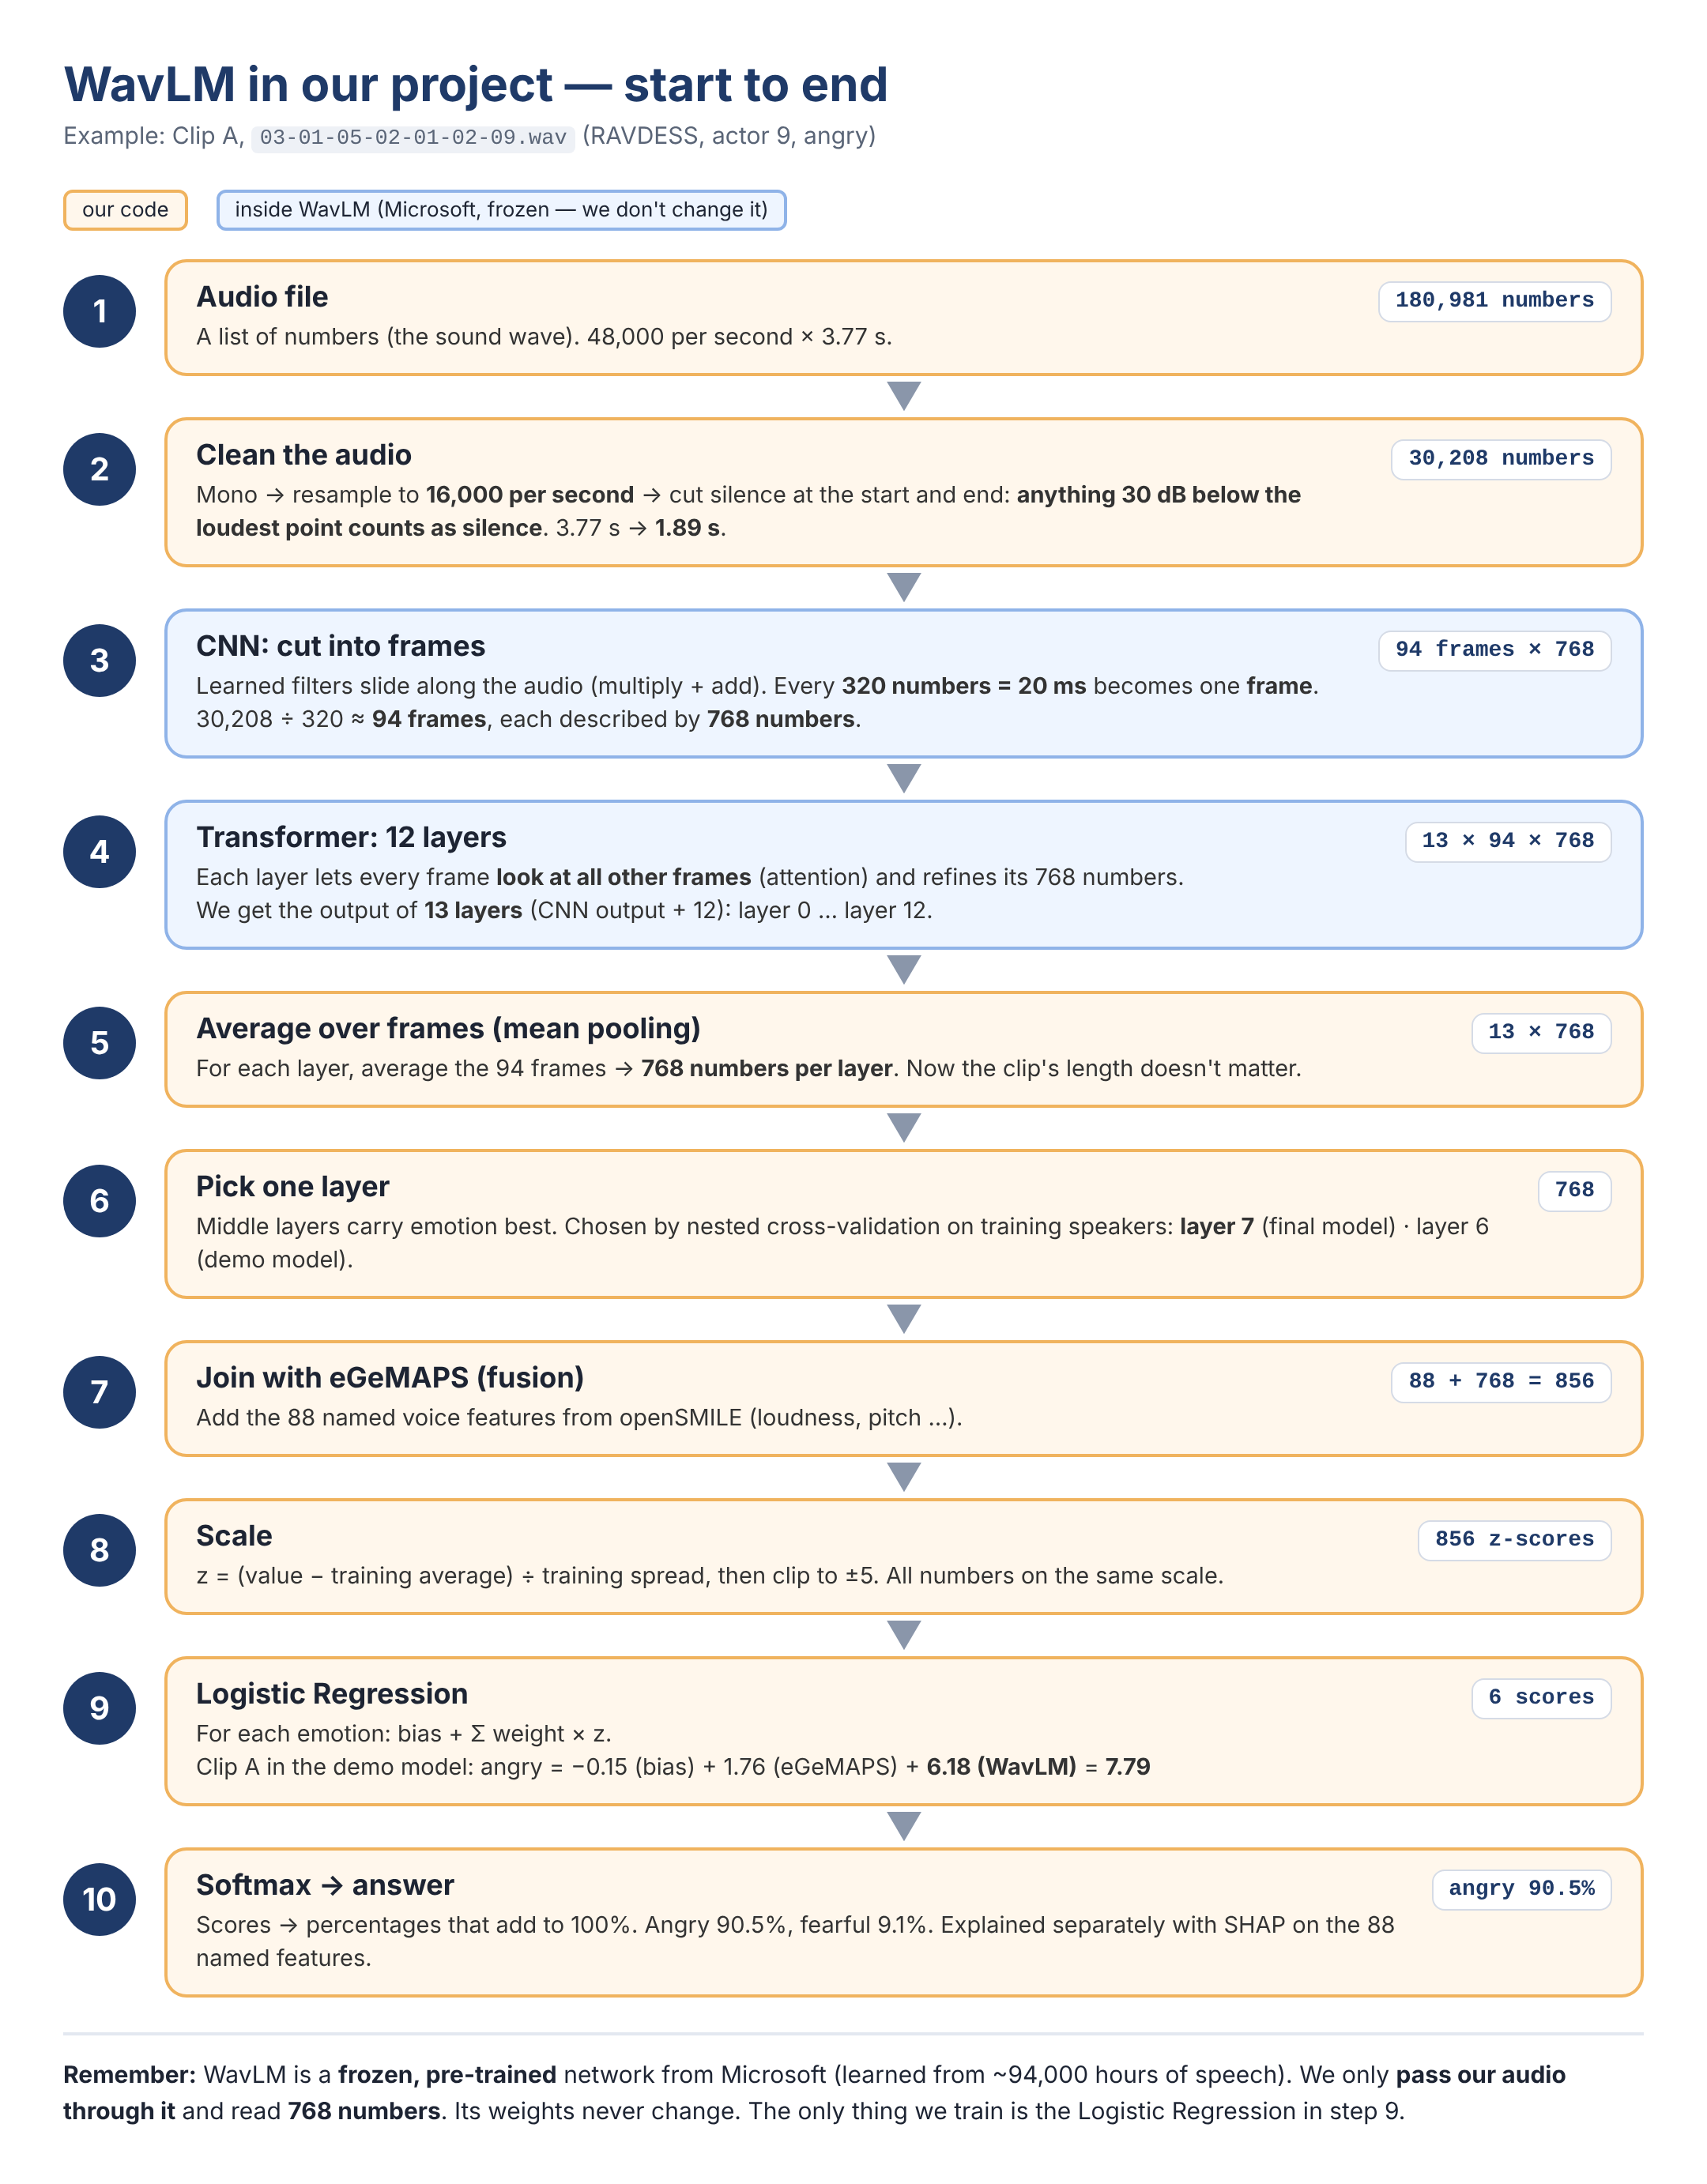 WavLM in our project — start to end
Example: Clip A, 03-01-05-02-01-02-09.wav (RAVDESS, actor 9, angry)
our code
inside WavLM (Microsoft, frozen — we don't change it)
1
Audio file
180,981 numbers
A list of numbers (the sound wave). 48,000 per second × 3.77 s.
2
Clean the audio
30,208 numbers
Mono → resample to 16,000 per second → cut silence at the start and end: anything 30 dB below the
loudest point counts as silence. 3.77 s → 1.89 s.
3
CNN: cut into frames
94 frames × 768
Learned filters slide along the audio (multiply + add). Every 320 numbers = 20 ms becomes one frame.
30,208 ÷ 320 ≈ 94 frames, each described by 768 numbers.
4
Transformer: 12 layers
13 × 94 × 768
Each layer lets every frame look at all other frames (attention) and refines its 768 numbers.
We get the output of 13 layers (CNN output + 12): layer 0 … layer 12.
5
Average over frames (mean pooling)
13 × 768
For each layer, average the 94 frames → 768 numbers per layer. Now the clip's length doesn't matter.
6
Pick one layer
768
Middle layers carry emotion best. Chosen by nested cross-validation on training speakers: layer 7 (final model) · layer 6
(demo model).
7
Join with eGeMAPS (fusion)
88 + 768 = 856
Add the 88 named voice features from openSMILE (loudness, pitch …).
8
Scale
856 z-scores
z = (value − training average) ÷ training spread, then clip to ±5. All numbers on the same scale.
9
Logistic Regression
6 scores
For each emotion: bias + Σ weight × z.
Clip A in the demo model: angry = −0.15 (bias) + 1.76 (eGeMAPS) + 6.18 (WavLM) = 7.79
10
Softmax → answer
angry 90.5%
Scores → percentages that add to 100%. Angry 90.5%, fearful 9.1%. Explained separately with SHAP on the 88
named features.
Remember: WavLM is a frozen, pre-trained network from Microsoft (learned from ~94,000 hours of speech). We only pass our audio
through it and read 768 numbers. Its weights never change. The only thing we train is the Logistic Regression in step 9.